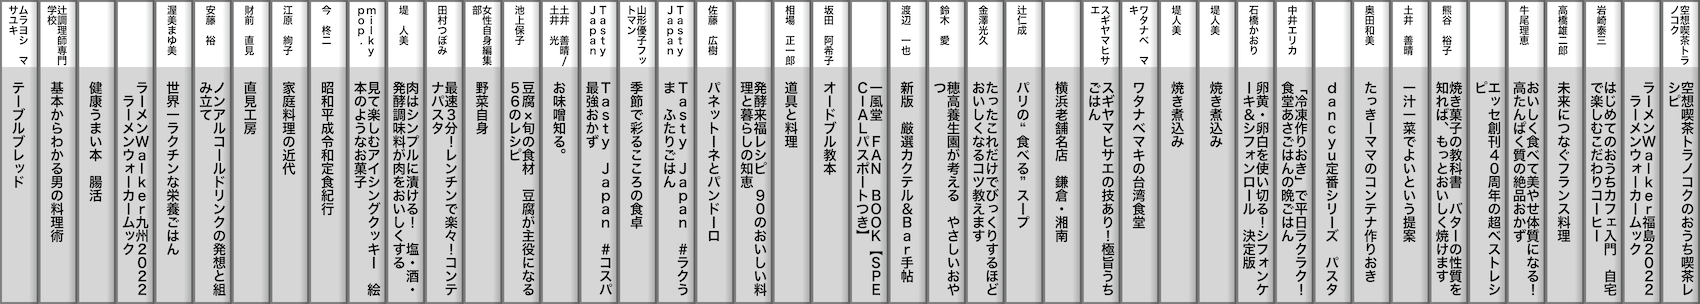 空想喫茶トラ
ノコク
空想喫茶トラノコクのおうち喫茶レ
シピ
ラーメンWalker福島2022
ラーメンウォーカームック
岩崎泰三
はじめてのおうちカフェ入門　自宅
で楽しむこだわりコーヒー
高橋雄二郎
未来につなぐフランス料理
牛尾理恵
おいしく食べて美やせ体質になる!
高たんぱく質の絶品おかず
エッセ創刊40周年の超ベストレシ
ピ
熊谷　裕子
焼き菓子の教科書　バターの性質を
知れば、もっとおいしく焼けます
土井　善晴
一汁一菜でよいという提案
奥田和美
たっきーママのコンテナ作りおき
dancyu定番シリーズ　パスタ
中井エリカ
「冷凍作りおき」で平日ラクラク!
食堂あさごはんの晩ごはん
石橋かおり
卵黄・卵白を使い切る!シフォンケ
ーキ&シフォンロール　決定版
堤人美
焼き煮込み
堤人美
焼き煮込み
ワタナベ　マ
キ
ワタナベマキの台湾食堂
スギヤマヒサ
エ
スギヤマヒサエの技あり!極旨うち
ごはん
横浜老舗名店　鎌倉・湘南
辻仁成
パリの“食べる”スープ
金澤光久
たったこれだけでびっくりするほど
おいしくなるコツ教えます
鈴木　愛
穂高養生園が考える　やさしいおや
つ
渡辺　一也
新版　厳選カクテル&Bar手帖
一風堂　FAN　BOOK【SPE
CIALパスポートつき】
坂田　阿希子
オードブル教本
相場　正一郎
道具と料理
発酵来福レシピ　90のおいしい料
理と暮らしの知恵
佐藤　広樹
パネットーネとパンドーロ
Tasty
Japan
Tasty　Japan　#ラクう
ま　ふたりごはん
山形優子フッ
トマン
季節で彩るこころの食卓
Tasty
Japan
Tasty　Japan　#コスパ
最強おかず
土井　善晴/
土井　光
お味噌知る。
池上保子
豆腐×旬の食材　豆腐が主役になる
56のレシピ
女性自身編集
部
野菜自身
田村つぼみ
最速3分!レンチンで楽々!コンテ
ナパスタ
堤　人美
肉はシンプルに漬ける!　塩・酒・
発酵調味料が肉をおいしくする
milky
pop.
見て楽しむアイシングクッキー　絵
本のようなお菓子
今　柊二
昭和平成令和定食紀行
江原　絢子
家庭料理の近代
財前　直見
直見工房
安藤　裕
ノンアルコールドリンクの発想と組
み立て
渥美まゆ美
世界一ラクチンな栄養ごはん
ラーメンWalker九州2022
ラーメンウォーカームック
健康うまい本　腸活
辻調理師専門
学校
基本からわかる男の料理術
ムラヨシ　マ
サユキ
テーブルブレッド